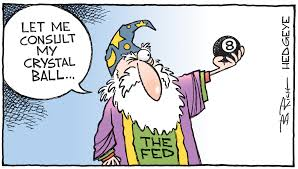 LET ME
CONSULT
MY
CRYSTAL
BALL...
8
THE
FED
HEDGEYE